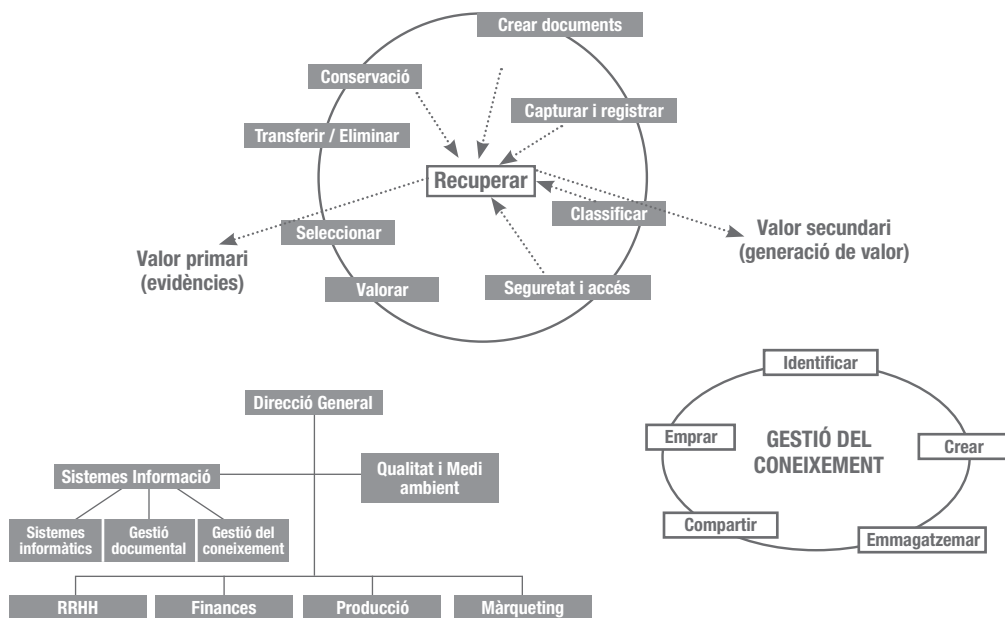 Crear documents
Conservació
Capturar i registrar
Transferir / Eliminar
Recuperar
Classificar
Seleccionar
Valor primari
(evidències)
Valor secundari
(generació de valor)
Valorar
Seguretat i accés
Direcció General
Sistemes Informació
Qualitat i Medi
ambient
Sistemes
informàtics
Gestió
documental
Gestió del
coneixement
RRHH
Finances
Producció
Màrqueting
Identificar
Emprar
GESTIÓ DEL
CONEIXEMENT
Crear
Compartir
Emmagatzemar